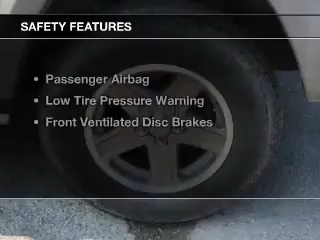 SAFETY FEATURES
• Passenger Airbag
• Low Tire Pressure Warning
• Front Ventilated Disc Brakes